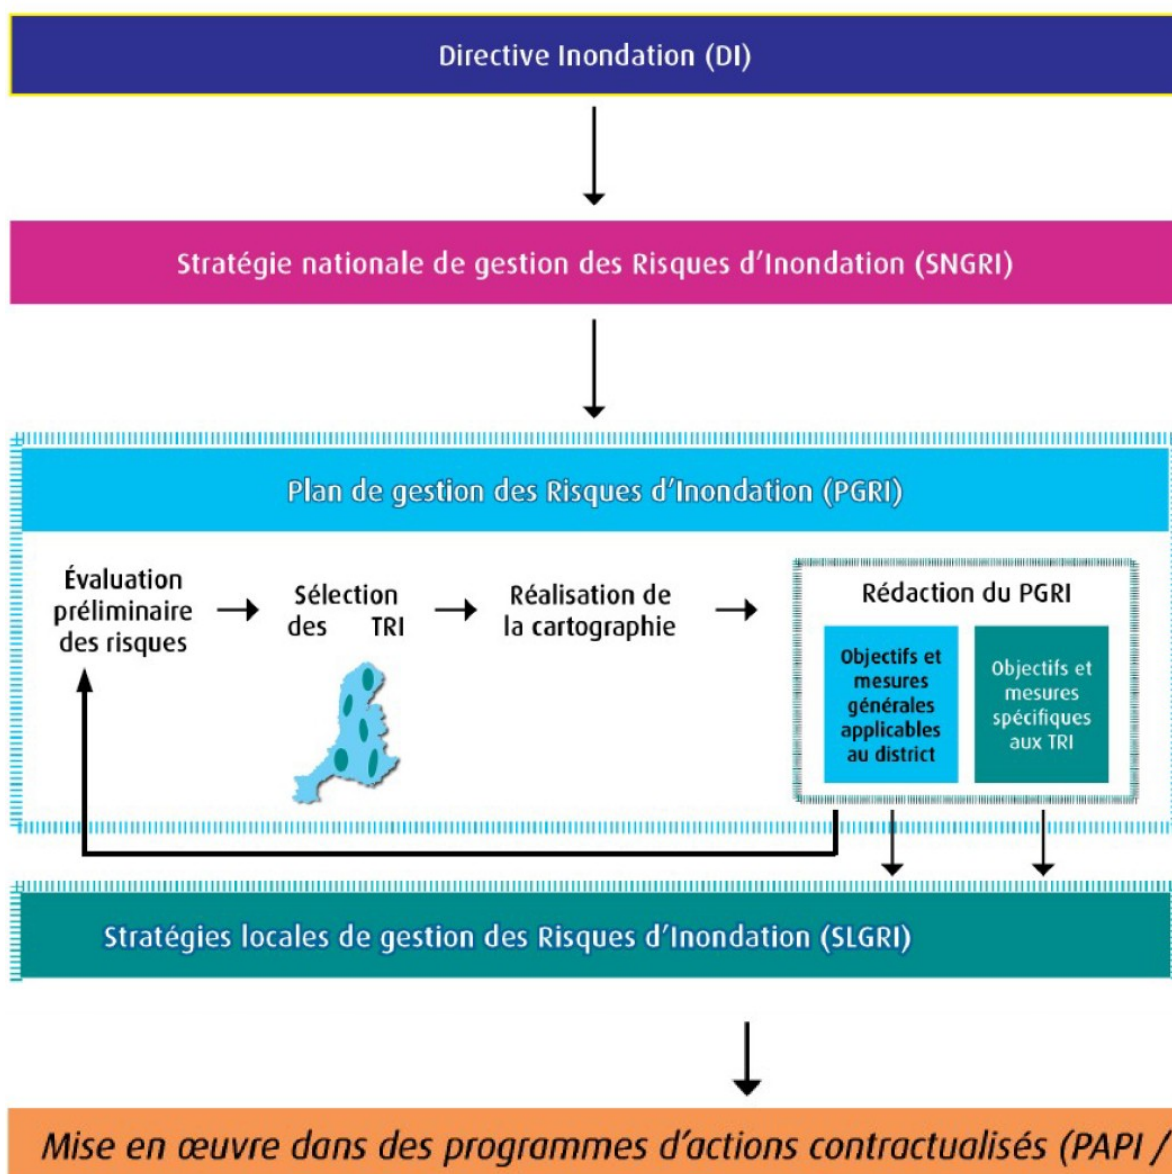 Directive Inondation (DI)
Stratégie nationale de gestion des Risques d'Inondation (SNGRI)
Plan de gestion des Risques d'Inondation (PGRI)
Évaluation
préliminaire
des risques
Sélection
des TRI
Réalisation de
la cartographie
Rédaction du PGRI
Objectifs et
mesures
générales
applicables
au district
Objectifs et
mesures
spécifiques
aux TRI
Stratégies locales de gestion des Risques d'Inondation (SLGRI)
Mise en œuvre dans des programmes d'actions contractualisés (PAPI /